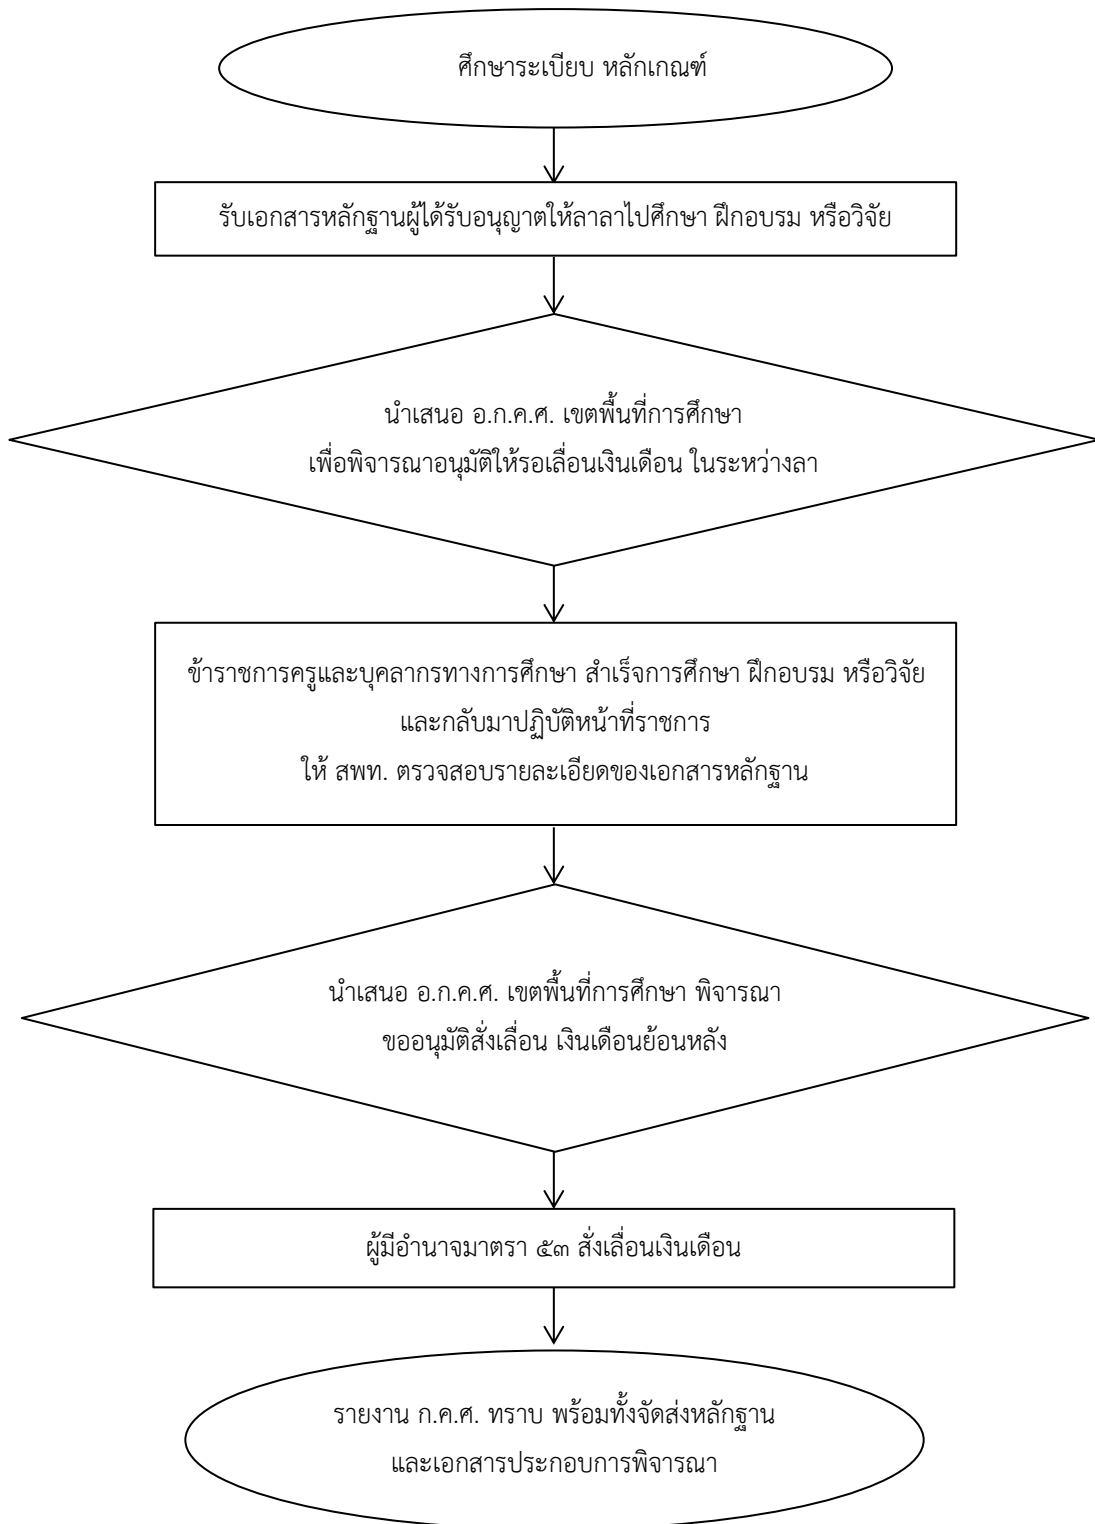 ศึกษาระเบียบ หลักเกณฑ์
รับเอกสารหลักฐานผู้ได้รับอนุญาตให้ลาลาไปศึกษา ฝึกอบรม หรือวิจัย
นำเสนอ อ.ก.ค.ศ. เขตพื้นที่การศึกษา
เพื่อพิจารณาอนุมัติให้รอเลื่อนเงินเดือน ในระหว่างลา
ข้าราชการครูและบุคลากรทางการศึกษา สำเร็จการศึกษา ฝึกอบรม หรือวิจัย
และกลับมาปฏิบัติหน้าที่ราชการ
ให้ สพท. ตรวจสอบรายละเอียดของเอกสารหลักฐาน
นำเสนอ อ.ก.ค.ศ. เขตพื้นที่การศึกษา พิจารณา
ขออนุมัติสั่งเลื่อน เงินเดือนย้อนหลัง
ผู้มีอำนาจมาตรา ๕๓ สั่งเลื่อนเงินเดือน
รายงาน ก.ค.ศ. ทราบ พร้อมทั้งจัดส่งหลักฐาน
และเอกสารประกอบการพิจารณา